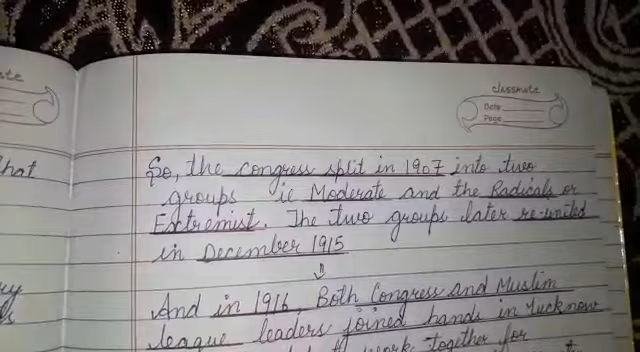 classmate
Date
Page
So, the congress split in 1907 into two
groups ie Moderate and the Radicals or
Extremist. The two groups later re-united
in December 1915
And in 1916, Both Congress and Muslim
league leaders joined hands in lucknow
work together for
hat